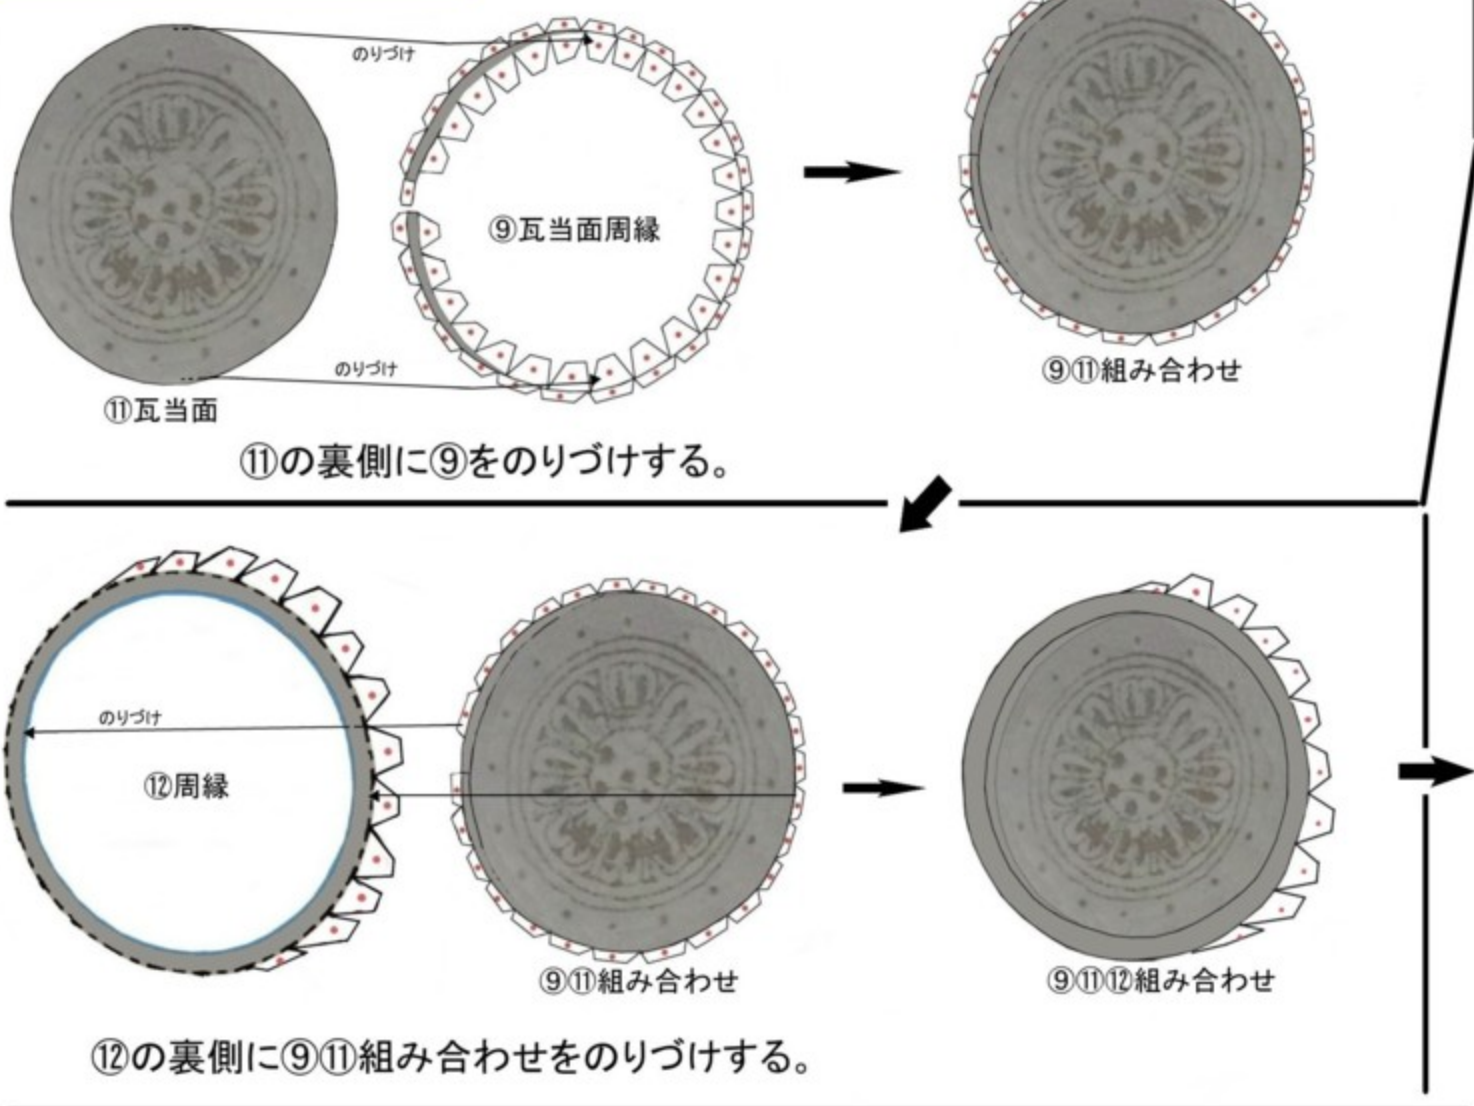 のりづけ
⑨瓦当面周縁
のりづけ
⑪瓦当面
⑨⑪組み合わせ
⑪の裏側に⑨をのりづけする。
のりづけ
⑫周縁
⑨⑪組み合わせ
⑨⑪⑫組み合わせ
⑫の裏側に⑨⑪組み合わせをのりづけする。